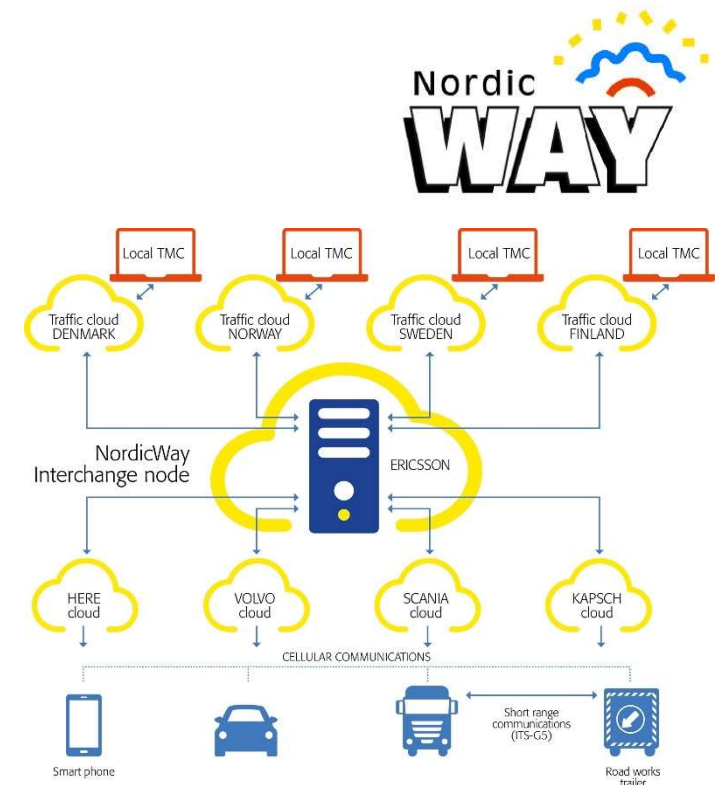 Nordic
WAY
Local TMC
Local TMC
Local TMC
Local TMC
Traffic cloud
DENMARK
Traffic cloud
NORWAY
Traffic cloud
SWEDEN
Traffic cloud
FINLAND
NordicWay
Interchange node
ERICSSON
HERE
cloud
VOLVO
cloud
SCANIA
cloud
KAPSCH
cloud
CELLULAR COMMUNICATIONS
Short range
communications
(ITS-G5)
Smart phone
Road works
trailer